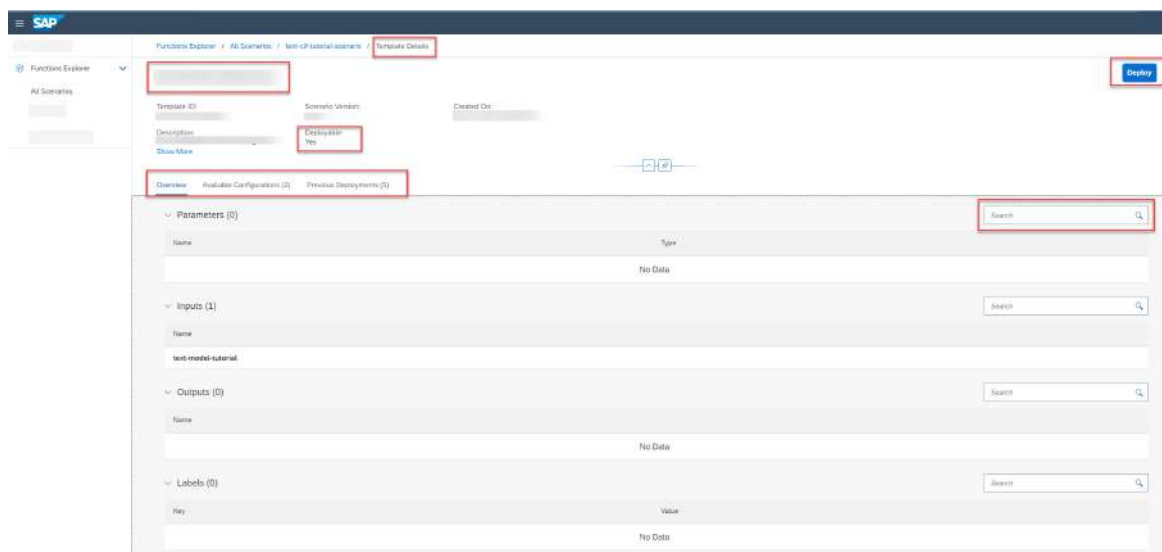 SAP
Functions Explorer / All Scenarios / text-clf-tutorial-scenario / Template Details
Functions Explorer
All Scenarios
Deploy
Template ID:
Scenario Version:
Created On:
Description:
Deployable:
Yes
Show More
Overview Available Configurations (2) Previous Deployments (5)
Parameters (0)
Search
Name Type
No Data
Inputs (1)
Search
Name
text-model-tutorial
Outputs (0)
Search
Name
No Data
Labels (0)
Search
Key Value
No Data